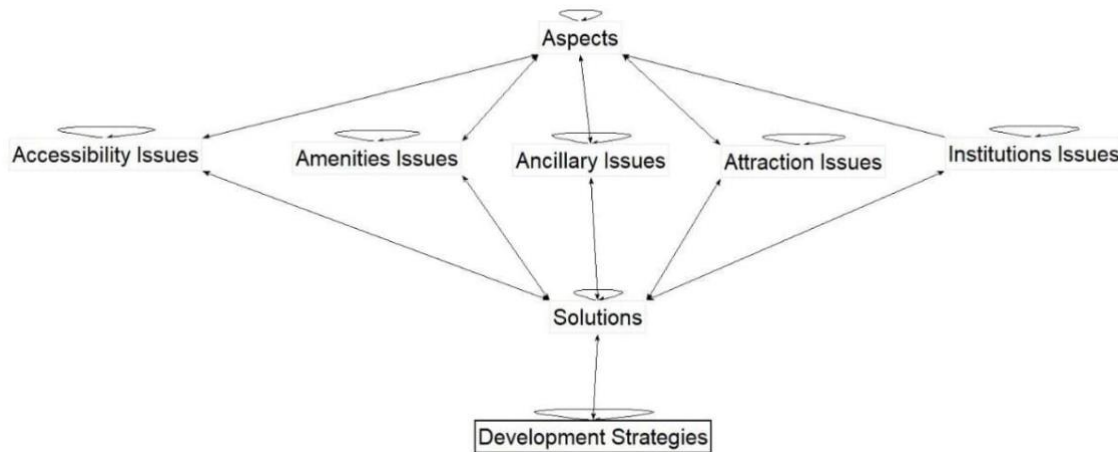 Aspects
Accessibility Issues
Amenities Issues
Ancillary Issues
Attraction Issues
Institutions Issues
Solutions
Development Strategies